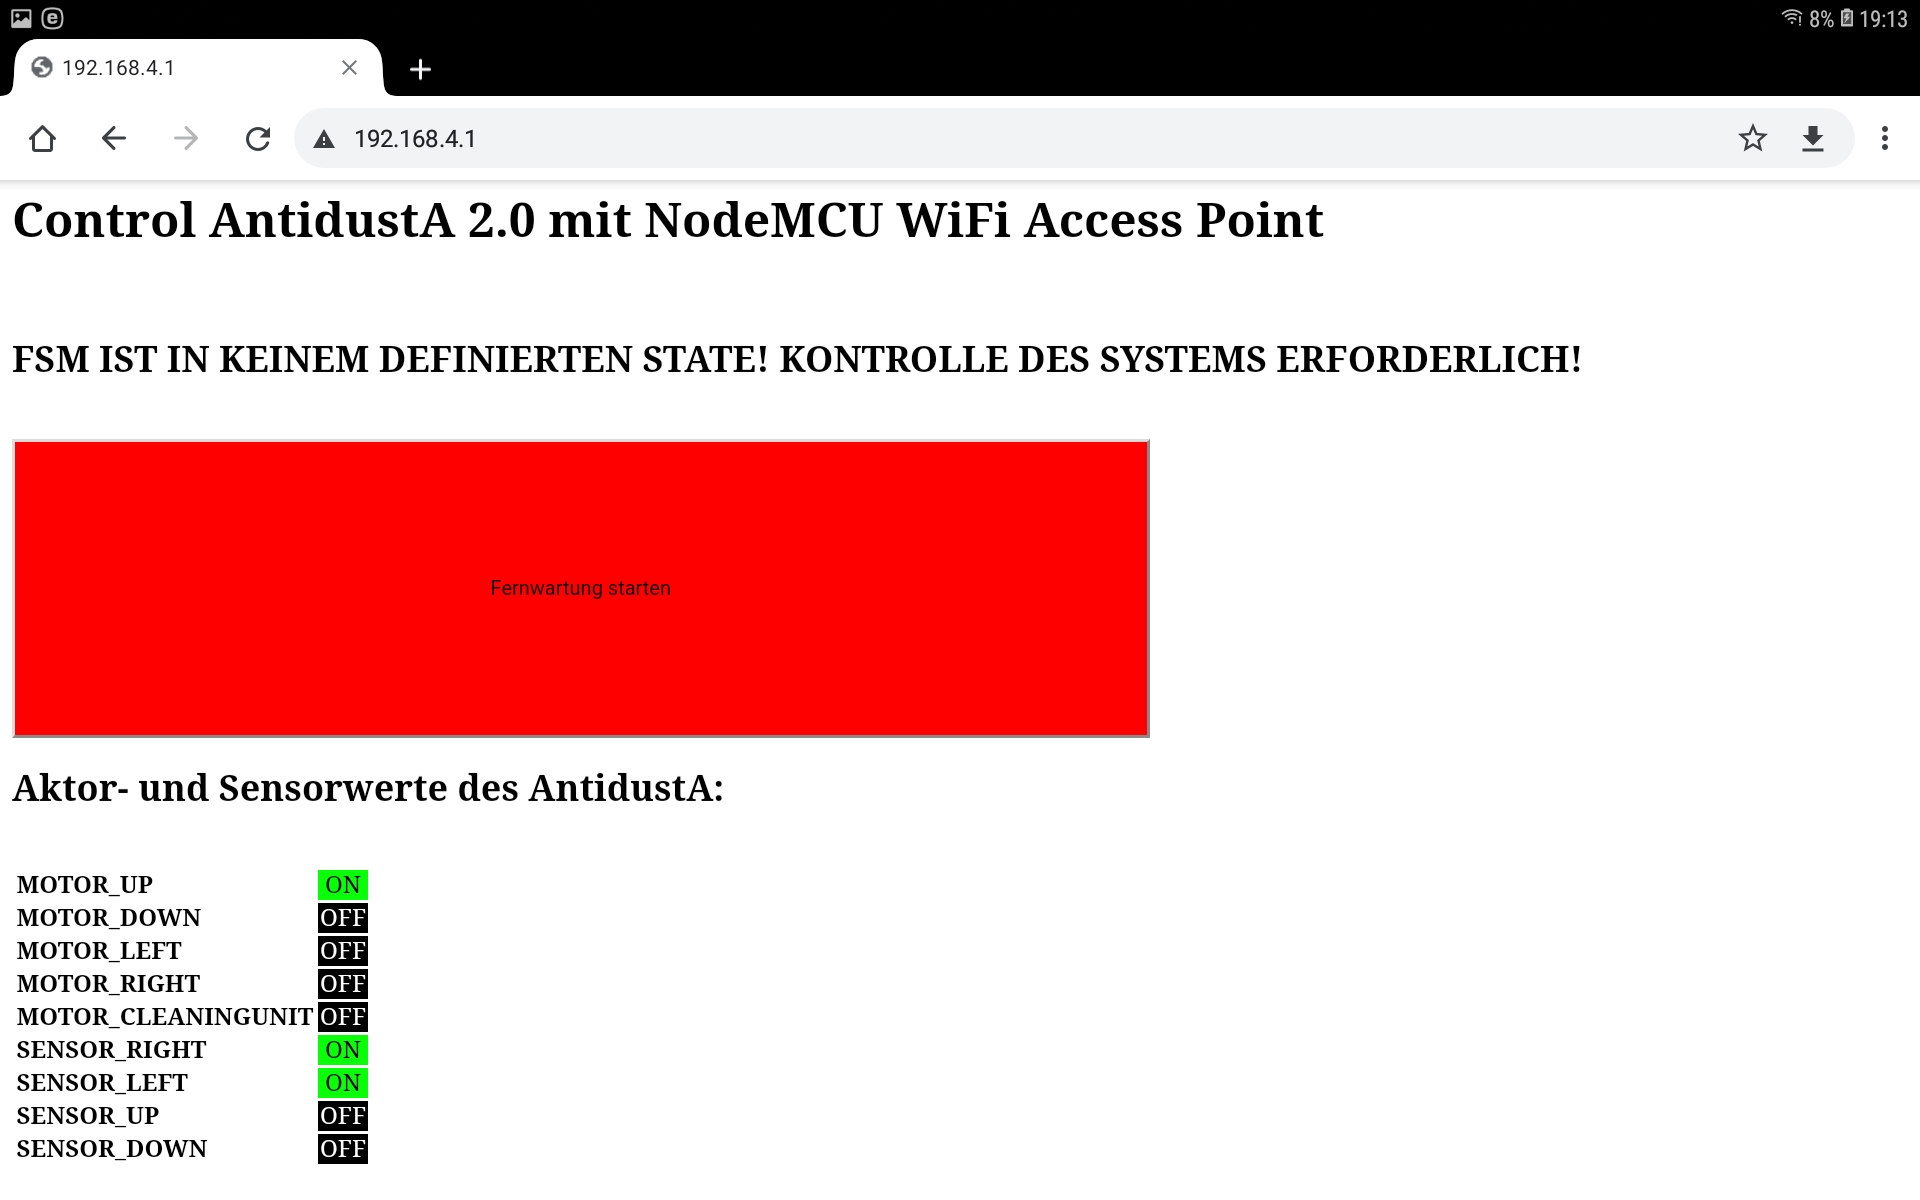 8% 19:13
192.168.4.1
192.168.4.1
Control AntidustA 2.0 mit NodeMCU WiFi Access Point
FSM IST IN KEINEM DEFINIERTEN STATE! KONTROLLE DES SYSTEMS ERFORDERLICH!
Fernwartung starten
Aktor- und Sensorwerte des AntidustA:
MOTOR_UP ON
MOTOR_DOWN OFF
MOTOR_LEFT OFF
MOTOR_RIGHT OFF
MOTOR_CLEANINGUNIT OFF
SENSOR_RIGHT ON
SENSOR_LEFT ON
SENSOR_UP OFF
SENSOR_DOWN OFF